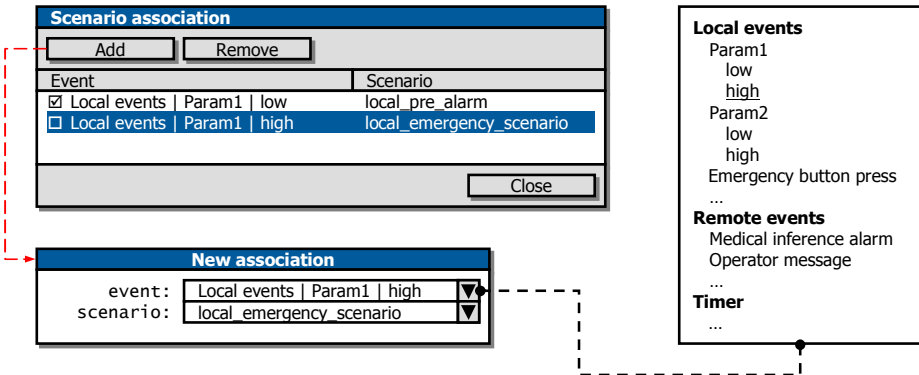 Scenario association
Add Remove
Event Scenario
☑ Local events | Param1 | low local_pre_alarm
☐ Local events | Param1 | high local_emergency_scenario
Close
New association
event: Local events | Param1 | high ▼
scenario: local_emergency_scenario ▼
Local events
Param1
low
high
Param2
low
high
Emergency button press
...
Remote events
Medical inference alarm
Operator message
...
Timer
...